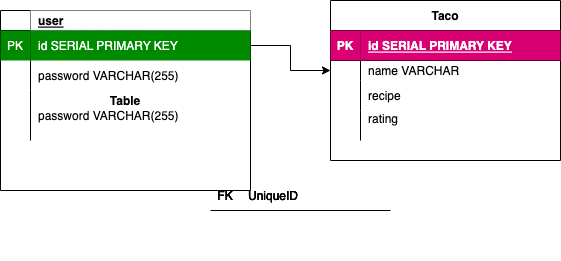 user
PK id SERIAL PRIMARY KEY
password VARCHAR(255)
Table
password VARCHAR(255)
Taco
PK id SERIAL PRIMARY KEY
name VARCHAR
recipe
rating
FK UniqueID